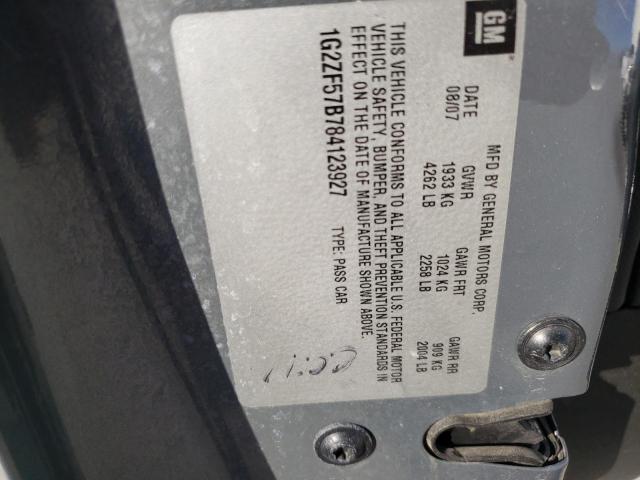 GM
MFD BY GENERAL MOTORS CORP.
DATE GVWR GAWR FRT GAWR RR
08/07 1933 KG 1024 KG 909 KG
4262 LB 2258 LB 2004 LB
THIS VEHICLE CONFORMS TO ALL APPLICABLE U.S. FEDERAL MOTOR
VEHICLE SAFETY, BUMPER, AND THEFT PREVENTION STANDARDS IN
EFFECT ON THE DATE OF MANUFACTURE SHOWN ABOVE.
1G2ZF57B784123927 TYPE: PASS CAR